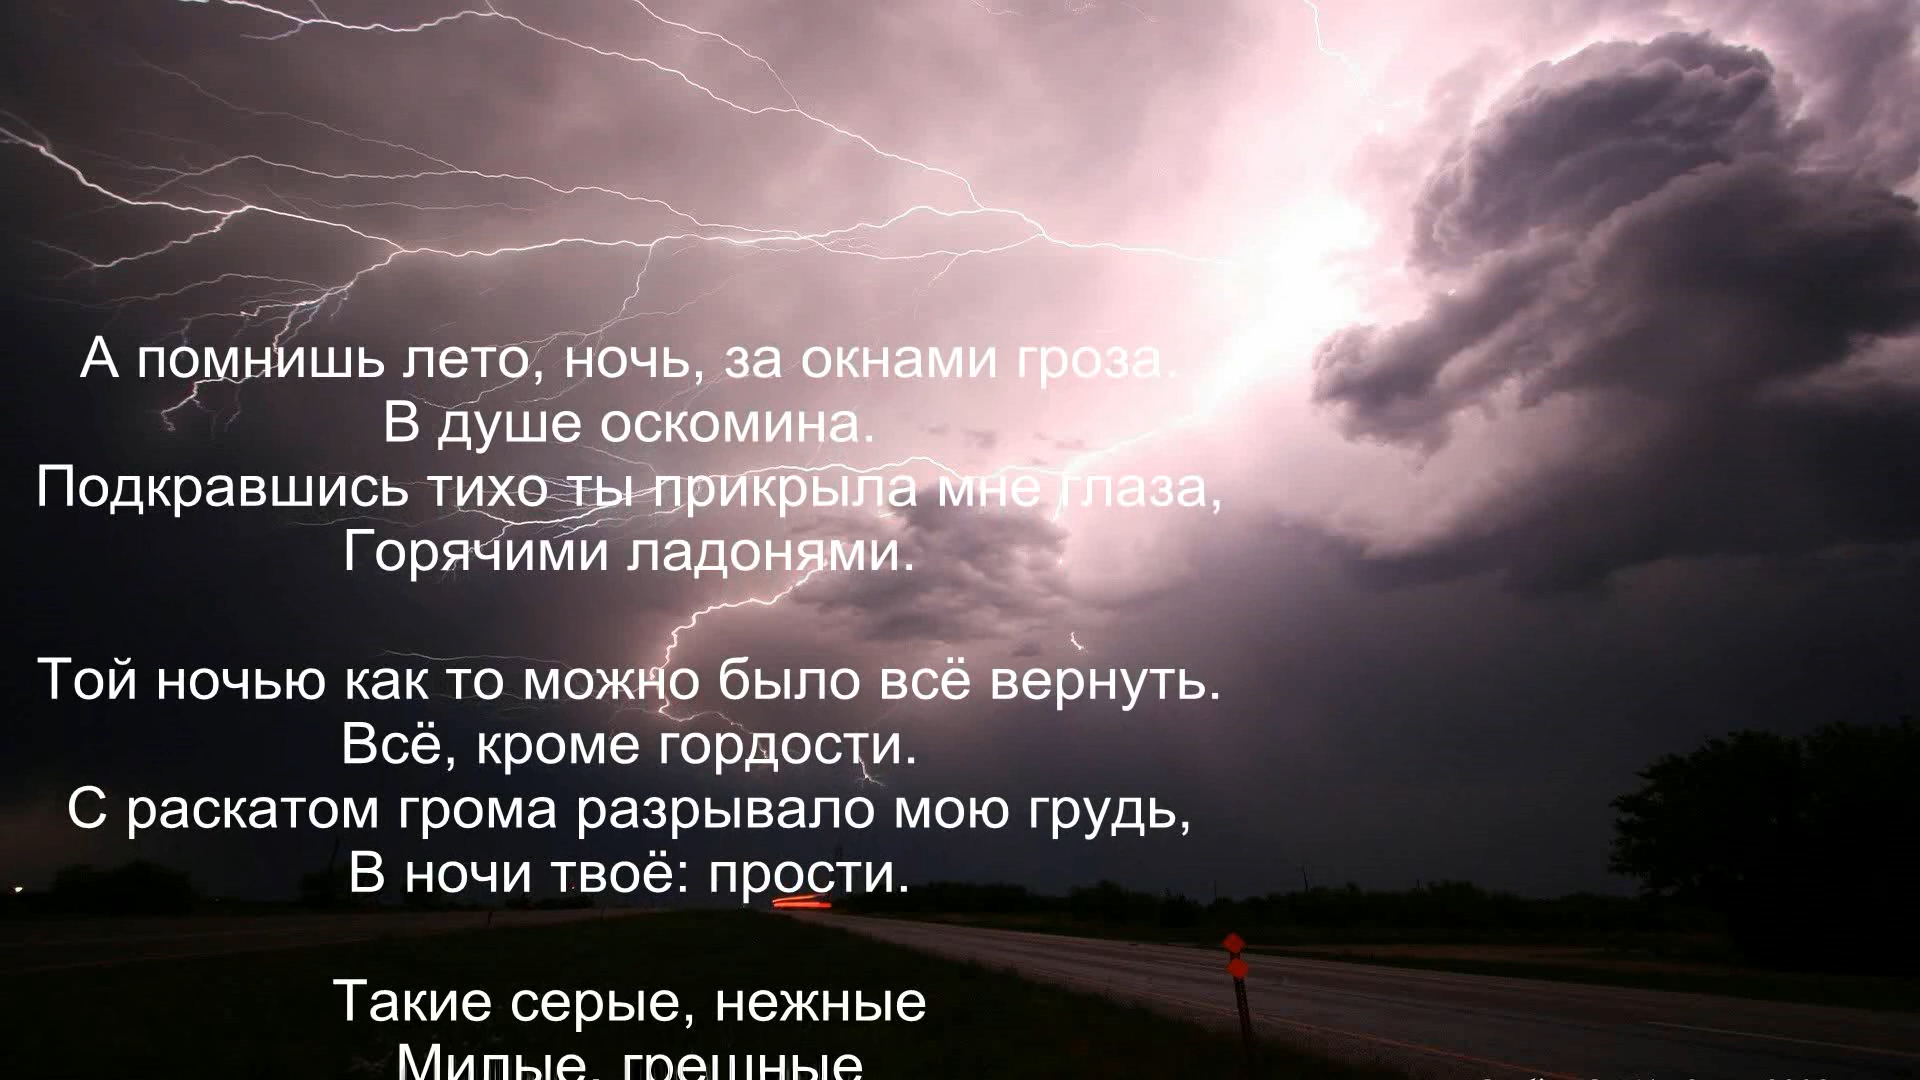 А помнишь лето, ночь, за окнами гроза.
В душе оскомина.
Подкравшись тихо ты прикрыла мне глаза,
Горячими ладонями.
Той ночью как то можно было всё вернуть.
Всё, кроме гордости.
С раскатом грома разрывало мою грудь,
В ночи твоё: прости.
Такие серые, нежные
Милые, грешные